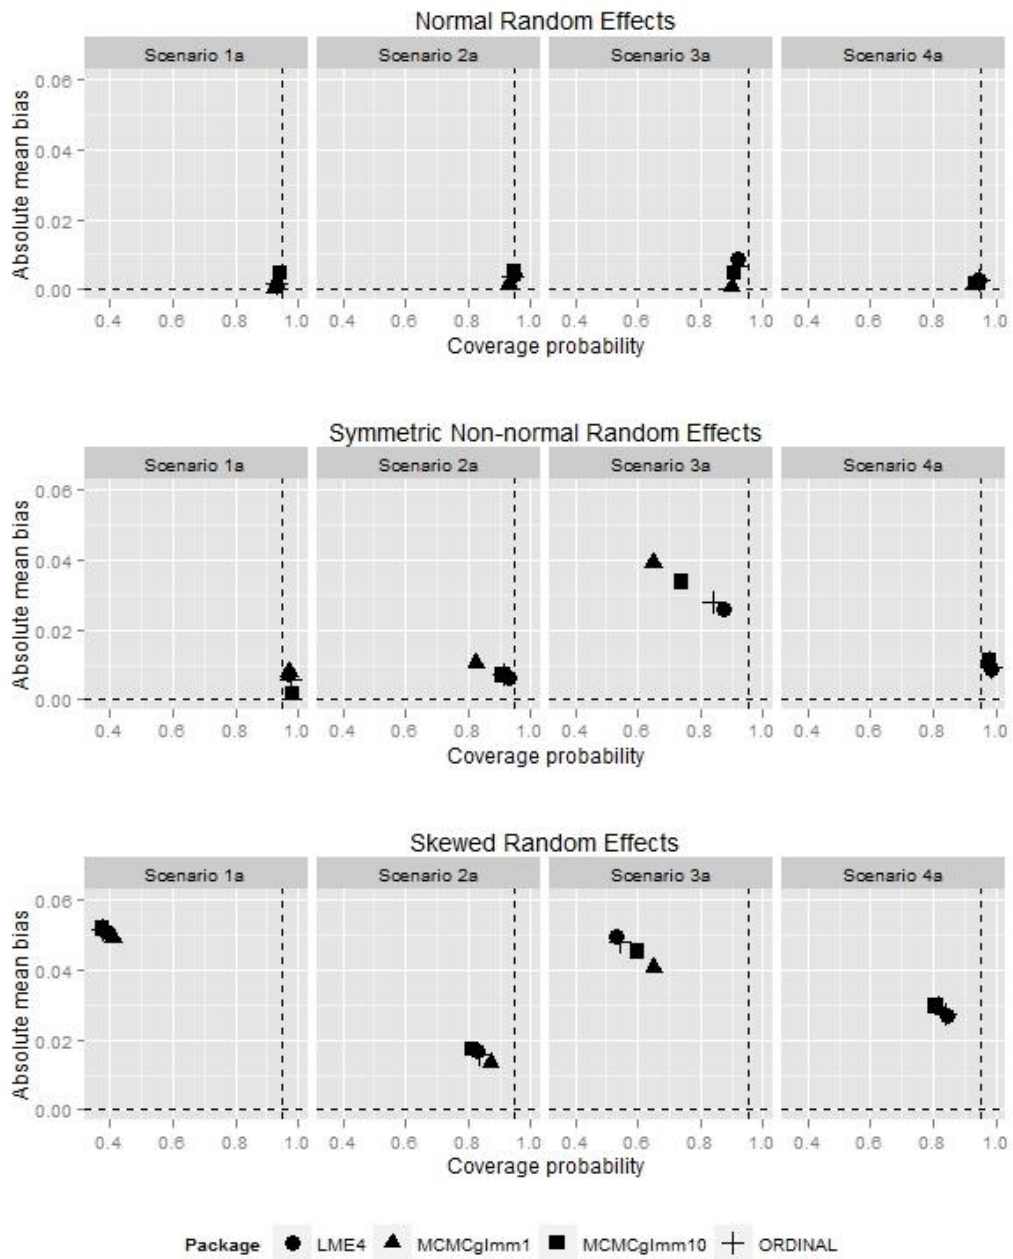 Normal Random Effects
Scenario 1a Scenario 2a Scenario 3a Scenario 4a
Absolute mean bias
0.06
0.04
0.02
0.00
0.4 0.6 0.8 1.0 0.4 0.6 0.8 1.0 0.4 0.6 0.8 1.0 0.4 0.6 0.8 1.0
Coverage probability
Symmetric Non-normal Random Effects
Scenario 1a Scenario 2a Scenario 3a Scenario 4a
Absolute mean bias
0.06
0.04
0.02
0.00
0.4 0.6 0.8 1.0 0.4 0.6 0.8 1.0 0.4 0.6 0.8 1.0 0.4 0.6 0.8 1.0
Coverage probability
Skewed Random Effects
Scenario 1a Scenario 2a Scenario 3a Scenario 4a
Absolute mean bias
0.06
0.04
0.02
0.00
0.4 0.6 0.8 1.0 0.4 0.6 0.8 1.0 0.4 0.6 0.8 1.0 0.4 0.6 0.8 1.0
Coverage probability
Package LME4 MCMCglmm1 MCMCglmm10 ORDINAL